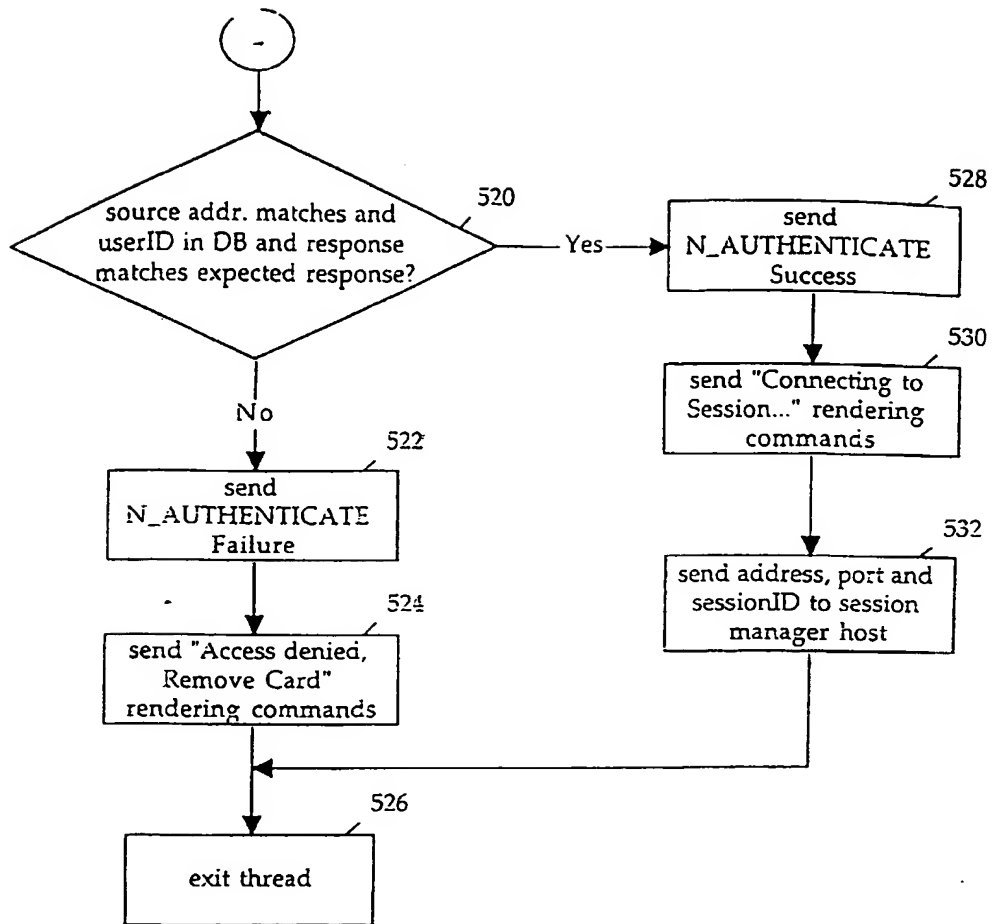 520
source addr. matches and
userID in DB and response
matches expected response?
Yes
528
send
N_AUTHENTICATE
Success
530
send "Connecting to
Session..." rendering
commands
532
send address, port and
sessionID to session
manager host
No
522
send
N_AUTHENTICATE
Failure
524
send "Access denied,
Remove Card"
rendering commands
526
exit thread